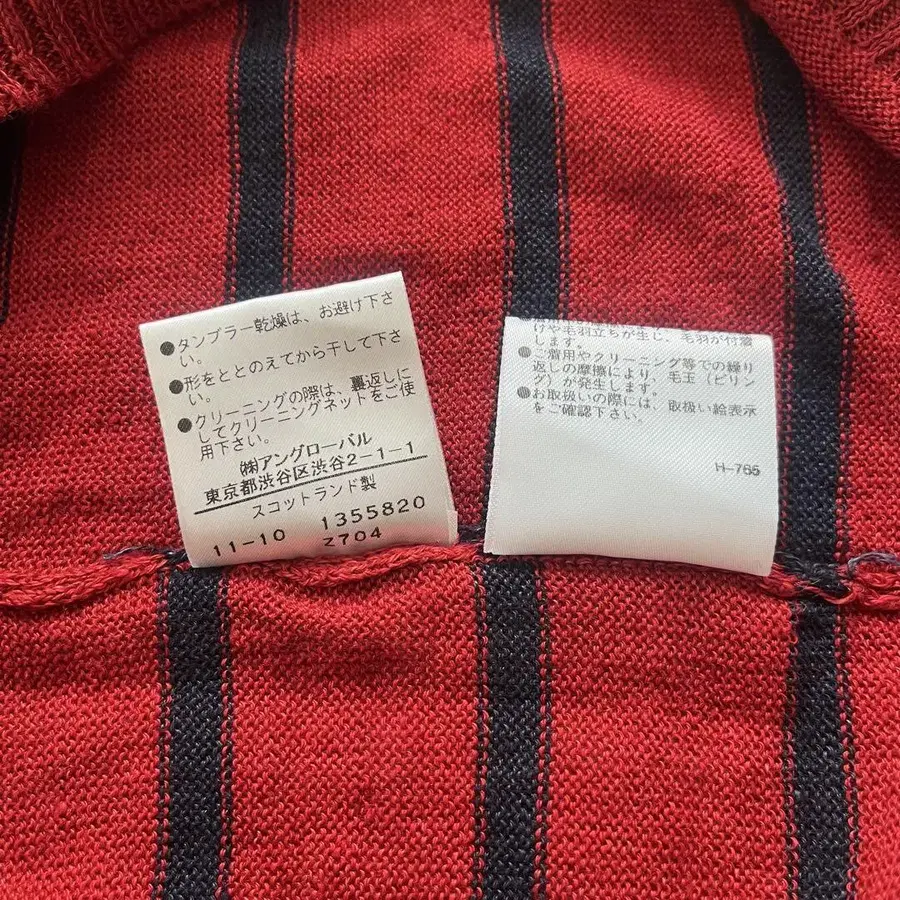 ●タンブラー乾燥は、お避け下さ
い。
●形をととのえてから干して下さ
い。
●クリーニングの際は、裏返しに
してクリーニングネットをご使
用下さい。
㈱アングローバル
東京都渋谷区渋谷2-1-1
スコットランド製
11-10 1355820
Z704
けや毛羽立ちが生じ、毛羽が付着
します。
●ご着用やクリーニング等での繰り
返しの摩擦により、毛玉（ピリン
グ）が発生します。
●お取扱いの際には、取扱い絵表示
をご確認下さい。
H-765